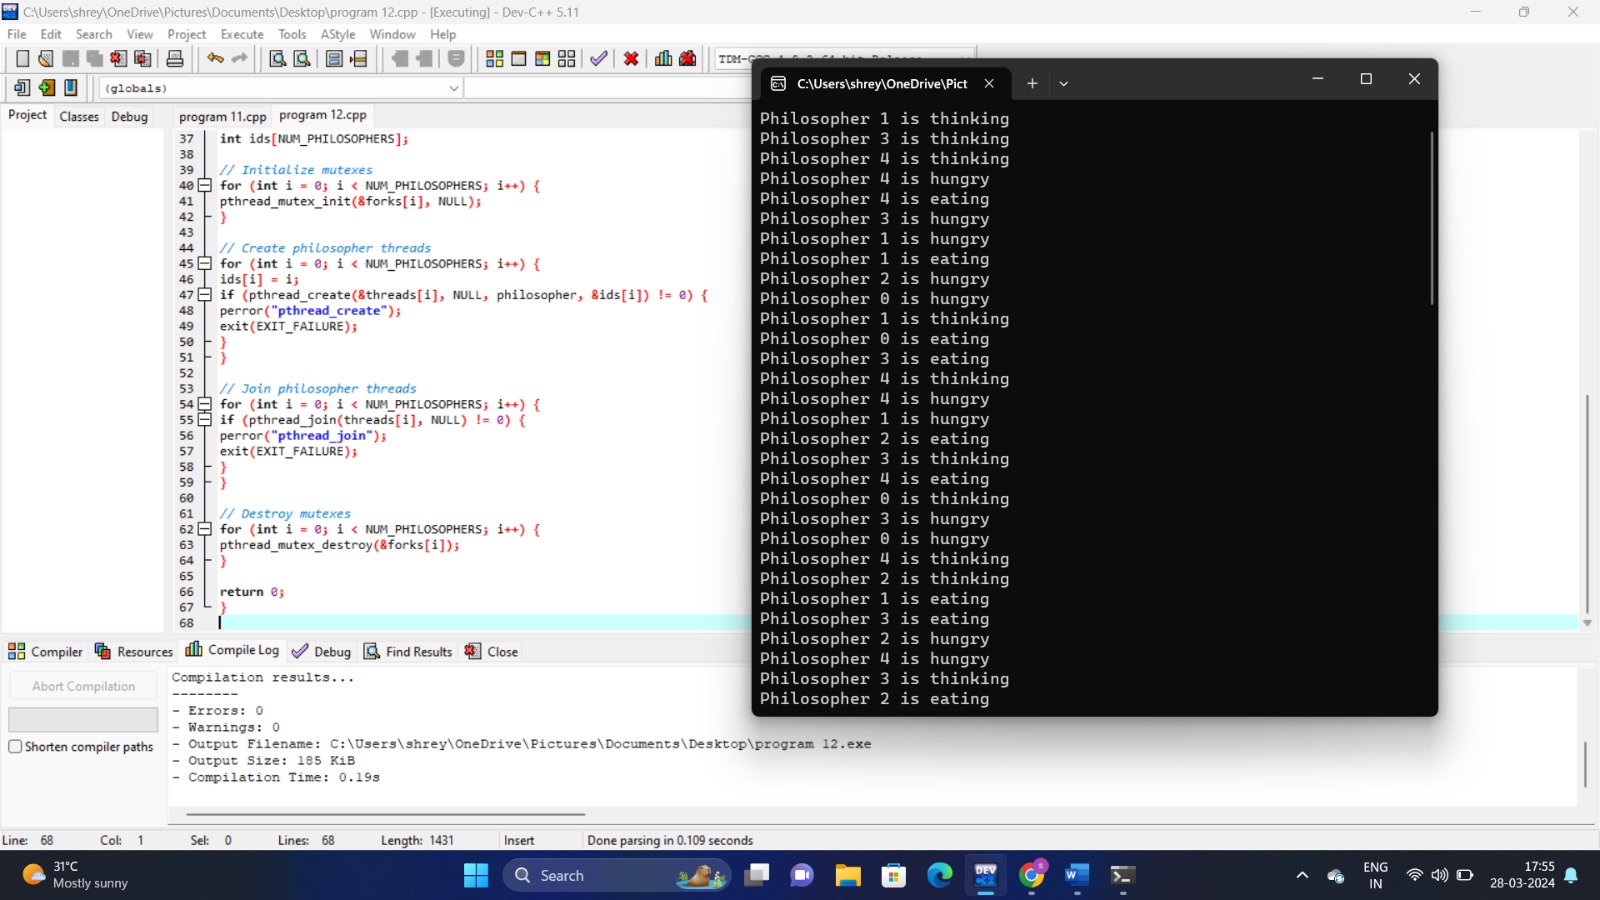 C:\Users\shrey\OneDrive\Pictures\Documents\Desktop\program 12.cpp - [Executing] - Dev-C++ 5.11
File Edit Search View Project Execute Tools AStyle Window Help
(globals)
Project Classes Debug
program 11.cpp program 12.cpp
37 int ids[NUM_PHILOSOPHERS];
38
39 // Initialize mutexes
40 for (int i = 0; i < NUM_PHILOSOPHERS; i++) {
41 pthread_mutex_init(&forks[i], NULL);
42 }
43
44 // Create philosopher threads
45 for (int i = 0; i < NUM_PHILOSOPHERS; i++) {
46 ids[i] = i;
47 if (pthread_create(&threads[i], NULL, philosopher, &ids[i]) != 0) {
48 perror("pthread_create");
49 exit(EXIT_FAILURE);
50 }
51 }
52
53 // Join philosopher threads
54 for (int i = 0; i < NUM_PHILOSOPHERS; i++) {
55 if (pthread_join(threads[i], NULL) != 0) {
56 perror("pthread_join");
57 exit(EXIT_FAILURE);
58 }
59 }
60
61 // Destroy mutexes
62 for (int i = 0; i < NUM_PHILOSOPHERS; i++) {
63 pthread_mutex_destroy(&forks[i]);
64 }
65
66 return 0;
67 }
68
C:\Users\shrey\OneDrive\Pict
Philosopher 1 is thinking
Philosopher 3 is thinking
Philosopher 4 is thinking
Philosopher 4 is hungry
Philosopher 4 is eating
Philosopher 3 is hungry
Philosopher 1 is hungry
Philosopher 1 is eating
Philosopher 2 is hungry
Philosopher 0 is hungry
Philosopher 1 is thinking
Philosopher 0 is eating
Philosopher 3 is eating
Philosopher 4 is thinking
Philosopher 4 is hungry
Philosopher 1 is hungry
Philosopher 2 is eating
Philosopher 3 is thinking
Philosopher 4 is eating
Philosopher 0 is thinking
Philosopher 3 is hungry
Philosopher 0 is hungry
Philosopher 4 is thinking
Philosopher 2 is thinking
Philosopher 1 is eating
Philosopher 3 is eating
Philosopher 2 is hungry
Philosopher 4 is hungry
Philosopher 3 is thinking
Philosopher 2 is eating
Compiler Resources Compile Log Debug Find Results Close
Abort Compilation
Shorten compiler paths
Compilation results...
--------
- Errors: 0
- Warnings: 0
- Output Filename: C:\Users\shrey\OneDrive\Pictures\Documents\Desktop\program 12.exe
- Output Size: 185 KiB
- Compilation Time: 0.19s
Line: 68 Col: 1 Sel: 0 Lines: 68 Length: 1431 Insert Done parsing in 0.109 seconds
31°C
Mostly sunny
Search
ENG
IN
17:55
28-03-2024